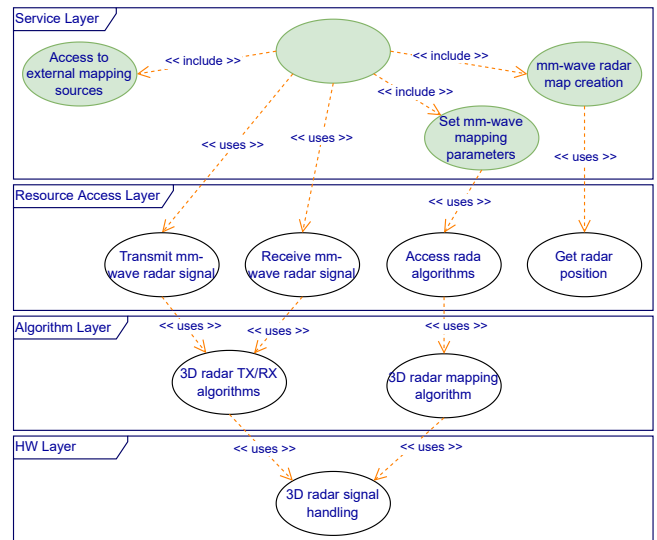 Service Layer
Access to
external mapping
sources
<< include >>
<< include >>
mm-wave radar
map creation
<< include >>
Set mm-wave
mapping
parameters
<< uses >>
<< uses >>
<< uses >>
Resource Access Layer
<< uses >>
Transmit mm-
wave radar signal
Receive mm-
wave radar signal
Access rada
algorithms
Get radar
position
Algorithm Layer
<< uses >>
<< uses >>
<< uses >>
3D radar TX/RX
algorithms
3D radar mapping
algorithm
HW Layer
<< uses >>
<< uses >>
3D radar signal
handling